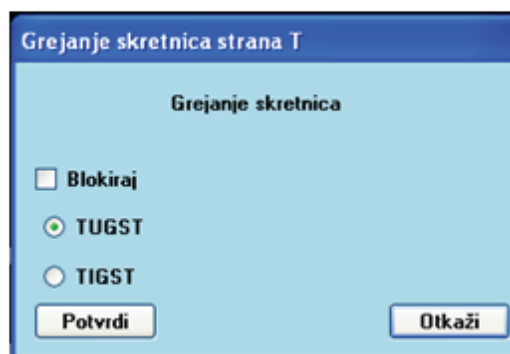 Grejanje skretnica strana T
Grejanje skretnica
Blokiraj
TUGST
TIGST
Potvrdi Otkaži